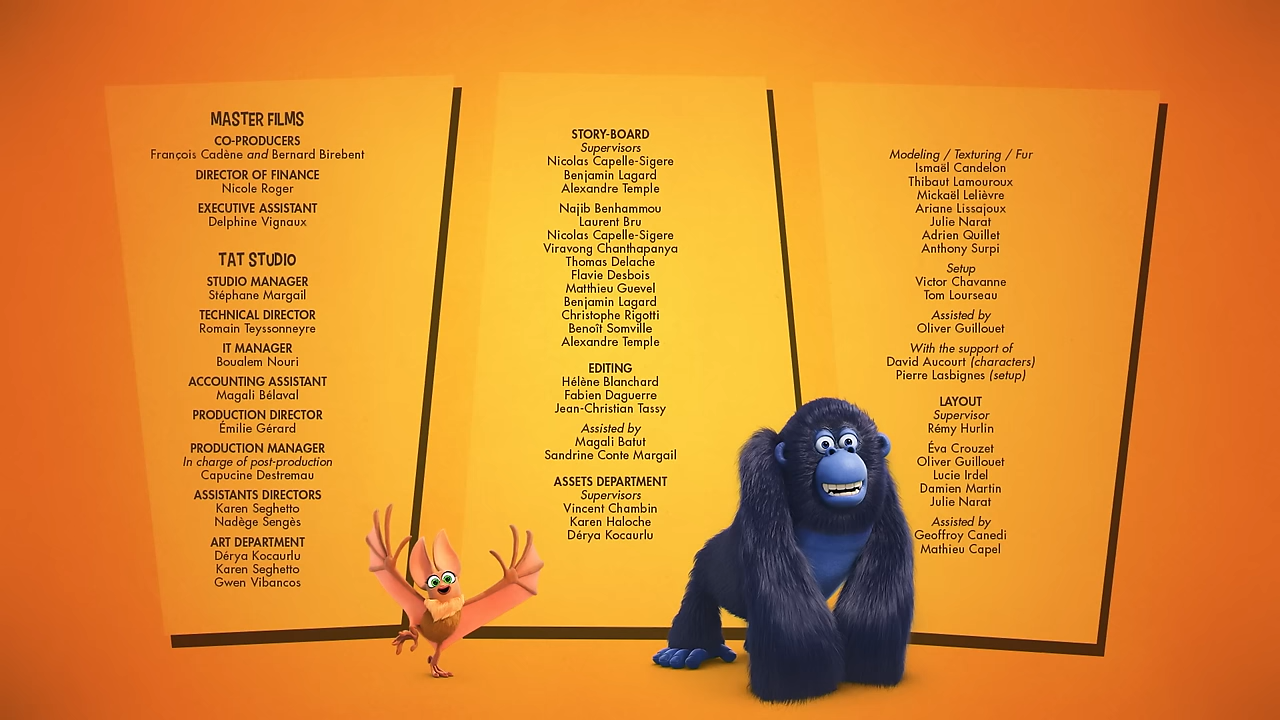 MASTER FILMS
CO-PRODUCERS
François Cadène and Bernard Birebent
DIRECTOR OF FINANCE
Nicole Roger
EXECUTIVE ASSISTANT
Delphine Vignaux
TAT STUDIO
STUDIO MANAGER
Stéphane Margail
TECHNICAL DIRECTOR
Romain Teyssonneyre
IT MANAGER
Boualem Nouri
ACCOUNTING ASSISTANT
Magali Bélaval
PRODUCTION DIRECTOR
Émilie Gérard
PRODUCTION MANAGER
In charge of post-production
Capucine Destremau
ASSISTANTS DIRECTORS
Karen Seghetto
Nadège Sengès
ART DEPARTMENT
Dérya Kocaurlu
Karen Seghetto
Gwen Vibancos
STORY-BOARD
Supervisors
Nicolas Capelle-Sigere
Benjamin Lagard
Alexandre Temple
Najib Benhammou
Laurent Bru
Nicolas Capelle-Sigere
Viravong Chanthapanya
Thomas Delache
Flavie Desbois
Matthieu Guevel
Benjamin Lagard
Christophe Rigotti
Benoît Somville
Alexandre Temple
EDITING
Hélène Blanchard
Fabien Daguerre
Jean-Christian Tassy
Assisted by
Magali Batut
Sandrine Conte Margail
ASSETS DEPARTMENT
Supervisors
Vincent Chambin
Karen Haloche
Dérya Kocaurlu
Modeling / Texturing / Fur
Ismaël Candelon
Thibaut Lamouroux
Mickaël Lelièvre
Ariane Lissajoux
Julie Narat
Adrien Quillet
Anthony Surpi
Setup
Victor Chavanne
Tom Lourseau
Assisted by
Oliver Guillouet
With the support of
David Aucourt (characters)
Pierre Lasbignes (setup)
LAYOUT
Supervisor
Rémy Hurlin
Éva Crouzet
Oliver Guillouet
Lucie Irdel
Damien Martin
Julie Narat
Assisted by
Geoffroy Canedi
Mathieu Capel